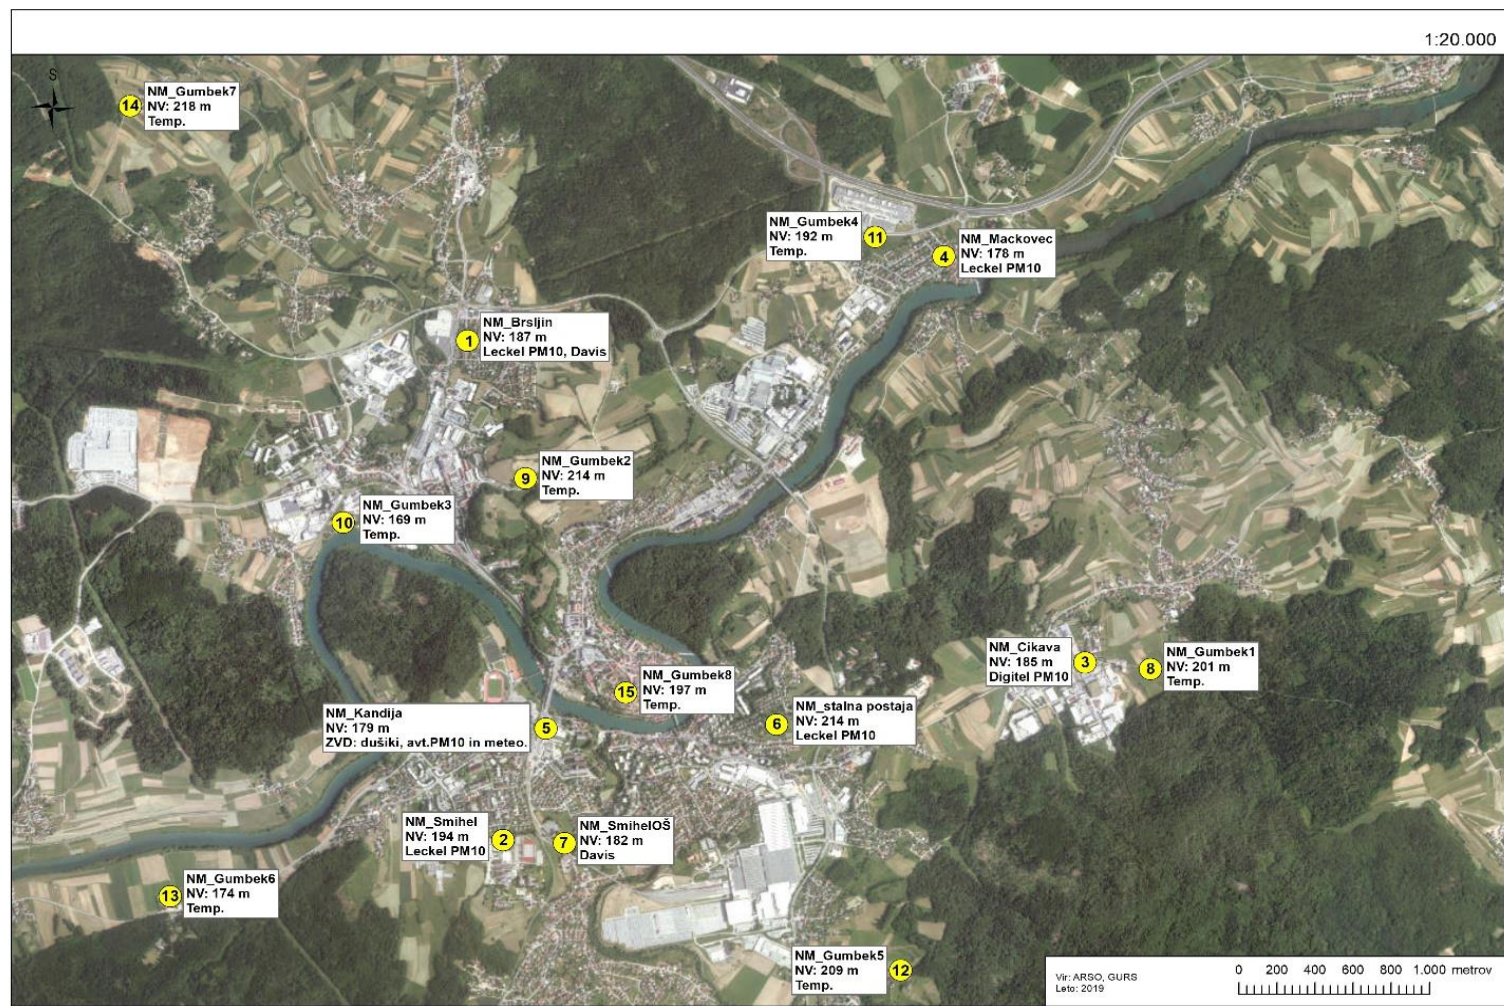 1:20.000
S
14
NM_Gumbek7
NV: 218 m
Temp.
NM_Gumbek4
NV: 192 m
Temp.
11
4
NM_Mackovec
NV: 178 m
Leckel PM10
1
NM_Brsljin
NV: 187 m
Leckel PM10, Davis
9
NM_Gumbek2
NV: 214 m
Temp.
10
NM_Gumbek3
NV: 169 m
Temp.
NM_Cikava
NV: 185 m
Digitel PM10
3
8
NM_Gumbek1
NV: 201 m
Temp.
15
NM_Gumbek8
NV: 197 m
Temp.
6
NM_stalna postaja
NV: 214 m
Leckel PM10
NM_Kandija
NV: 179 m
ZVD: dušiki, avt.PM10 in meteo.
5
NM_Smihel
NV: 194 m
Leckel PM10
2
7
NM_SmihelOŠ
NV: 182 m
Davis
13
NM_Gumbek6
NV: 174 m
Temp.
NM_Gumbek5
NV: 209 m
Temp.
12
Vir: ARSO, GURS
Leto: 2019
0 200 400 600 800 1.000 metrov